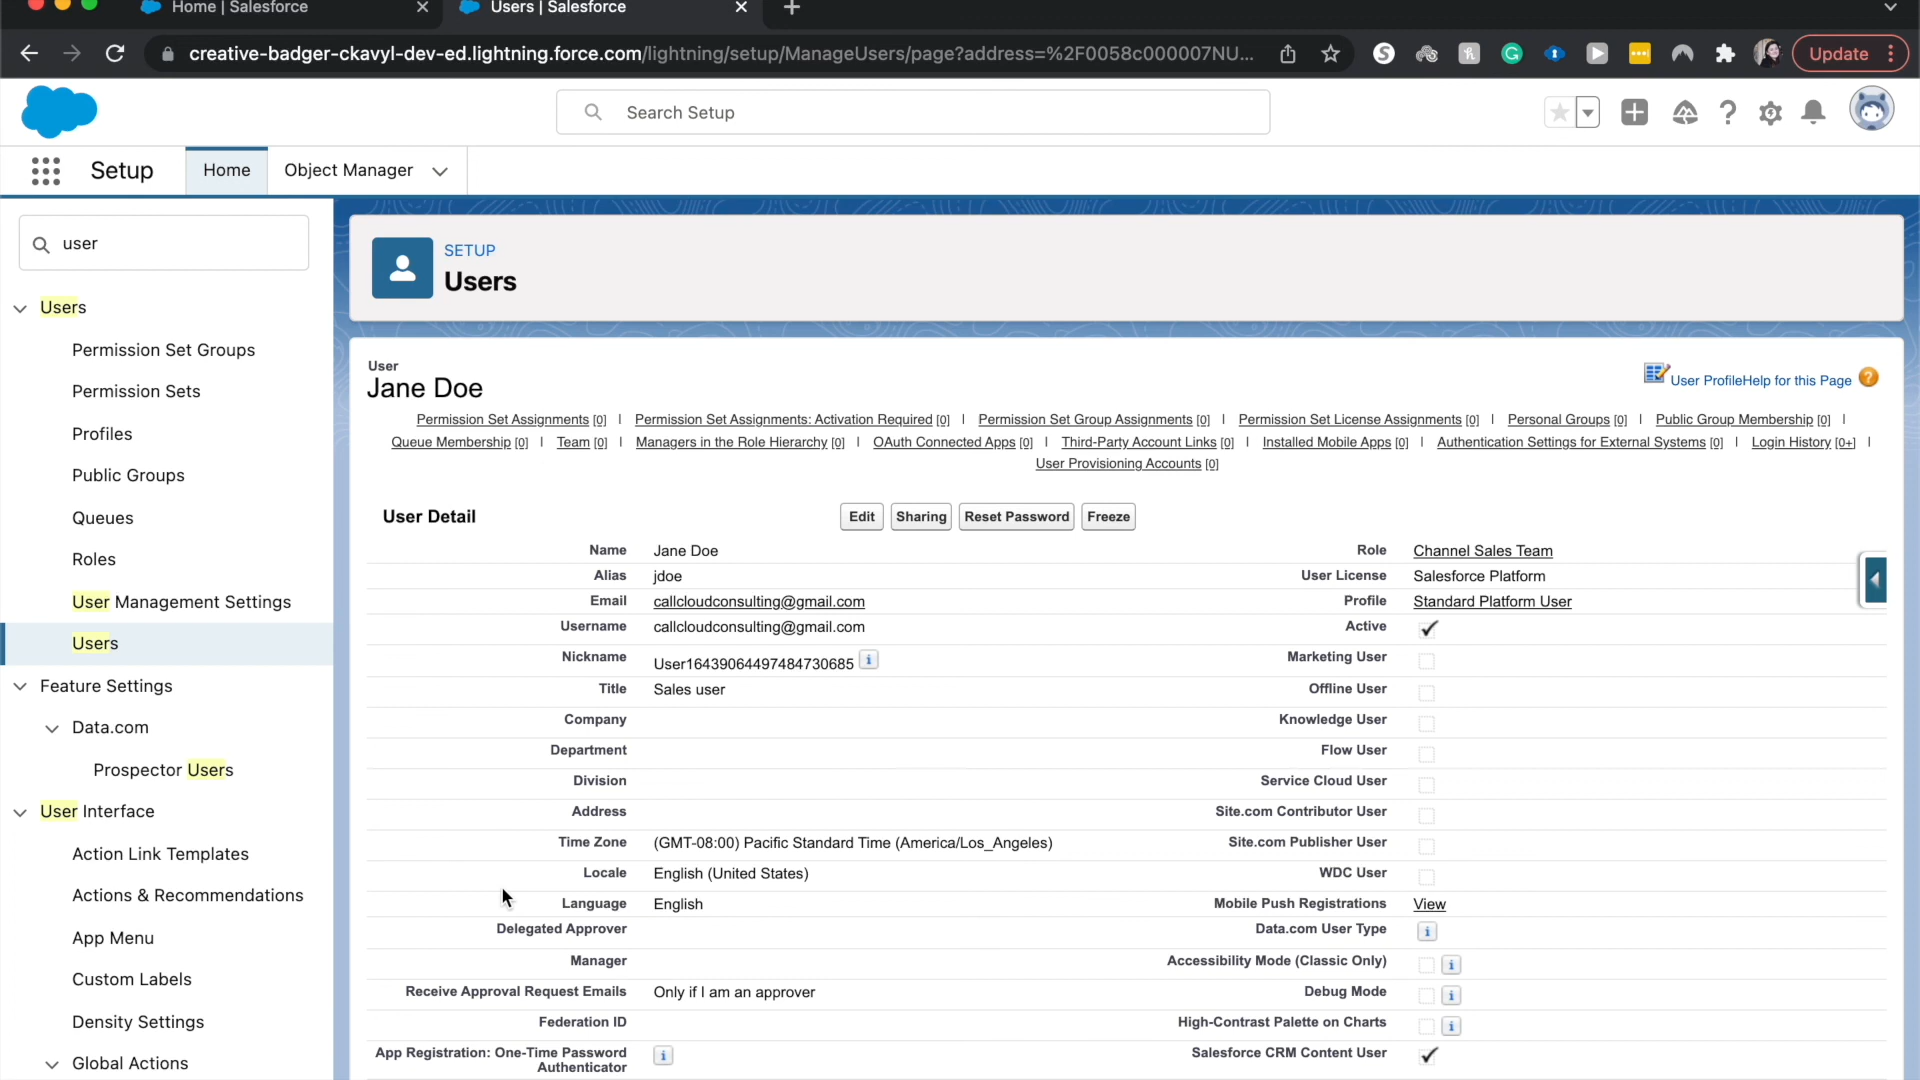 Home | Salesforce
Users | Salesforce
creative-badger-ckavyl-dev-ed.lightning.force.com/lightning/setup/ManageUsers/page?address=%2F0058c000007NU...
Update
Search Setup
Setup
Home
Object Manager
user
Users
Permission Set Groups
Permission Sets
Profiles
Public Groups
Queues
Roles
User Management Settings
Users
Feature Settings
Data.com
Prospector Users
User Interface
Action Link Templates
Actions & Recommendations
App Menu
Custom Labels
Density Settings
Global Actions
SETUP
Users
User
Jane Doe
User Profile Help for this Page
Permission Set Assignments [0] | Permission Set Assignments: Activation Required [0] | Permission Set Group Assignments [0] | Permission Set License Assignments [0] | Personal Groups [0] | Public Group Membership [0] |
Queue Membership [0] | Team [0] | Managers in the Role Hierarchy [0] | OAuth Connected Apps [0] | Third-Party Account Links [0] | Installed Mobile Apps [0] | Authentication Settings for External Systems [0] | Login History [0+] |
User Provisioning Accounts [0]
User Detail
Edit
Sharing
Reset Password
Freeze
Name Jane Doe
Role Channel Sales Team
Alias jdoe
User License Salesforce Platform
Email callcloudconsulting@gmail.com
Profile Standard Platform User
Username callcloudconsulting@gmail.com
Active
Nickname User16439064497484730685
Marketing User
Title Sales user
Offline User
Company
Knowledge User
Department
Flow User
Division
Service Cloud User
Address
Site.com Contributor User
Time Zone (GMT-08:00) Pacific Standard Time (America/Los_Angeles)
Site.com Publisher User
Locale English (United States)
WDC User
Language English
Mobile Push Registrations View
Delegated Approver
Data.com User Type
Manager
Accessibility Mode (Classic Only)
Receive Approval Request Emails Only if I am an approver
Debug Mode
Federation ID
High-Contrast Palette on Charts
App Registration: One-Time Password
Authenticator
Salesforce CRM Content User